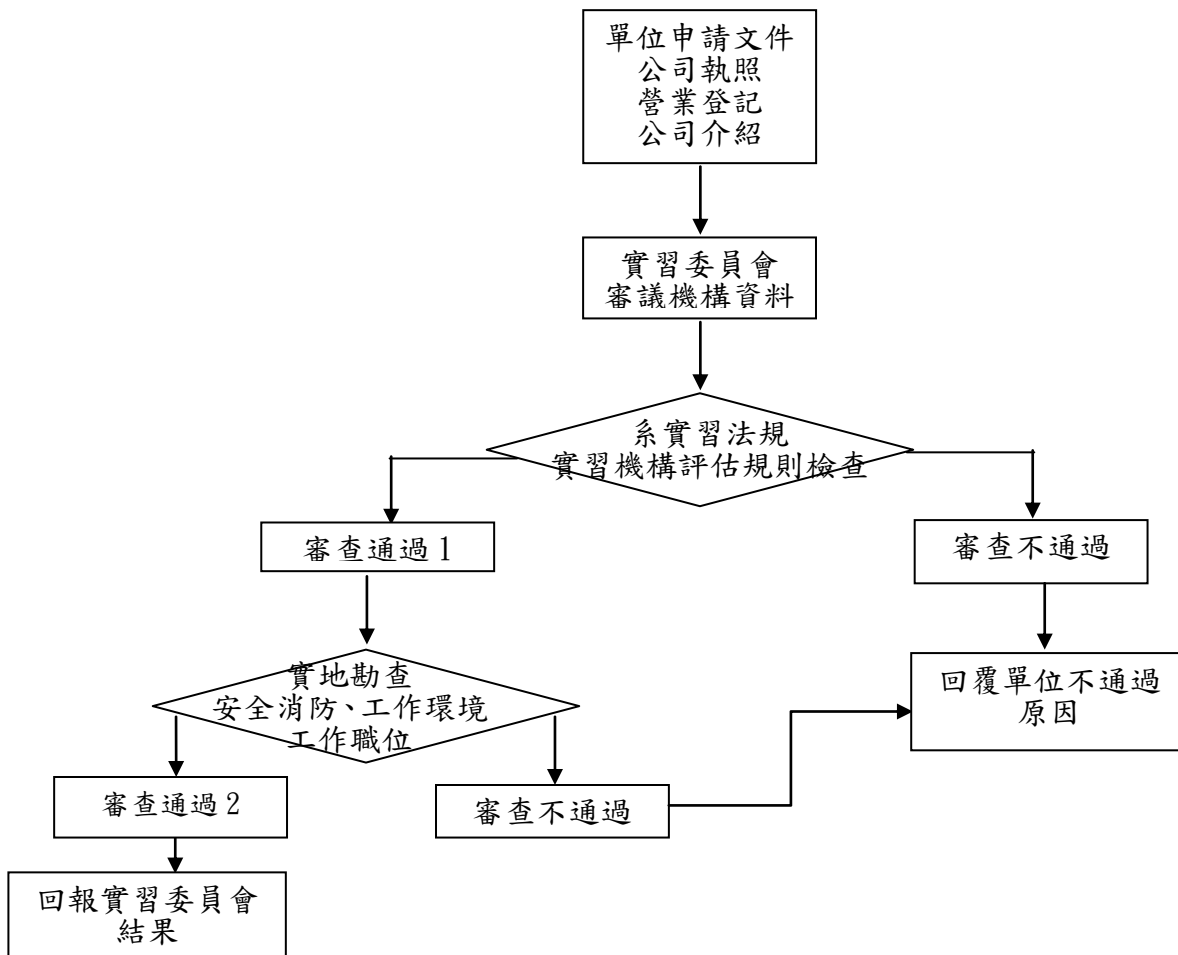 單位申請文件
公司執照
營業登記
公司介紹
實習委員會
審議機構資料
系實習法規
實習機構評估規則檢查
審查通過1
審查不通過
實地勘查
安全消防、工作環境
工作職位
回覆單位不通過
原因
審查通過2
審查不通過
回報實習委員會
結果